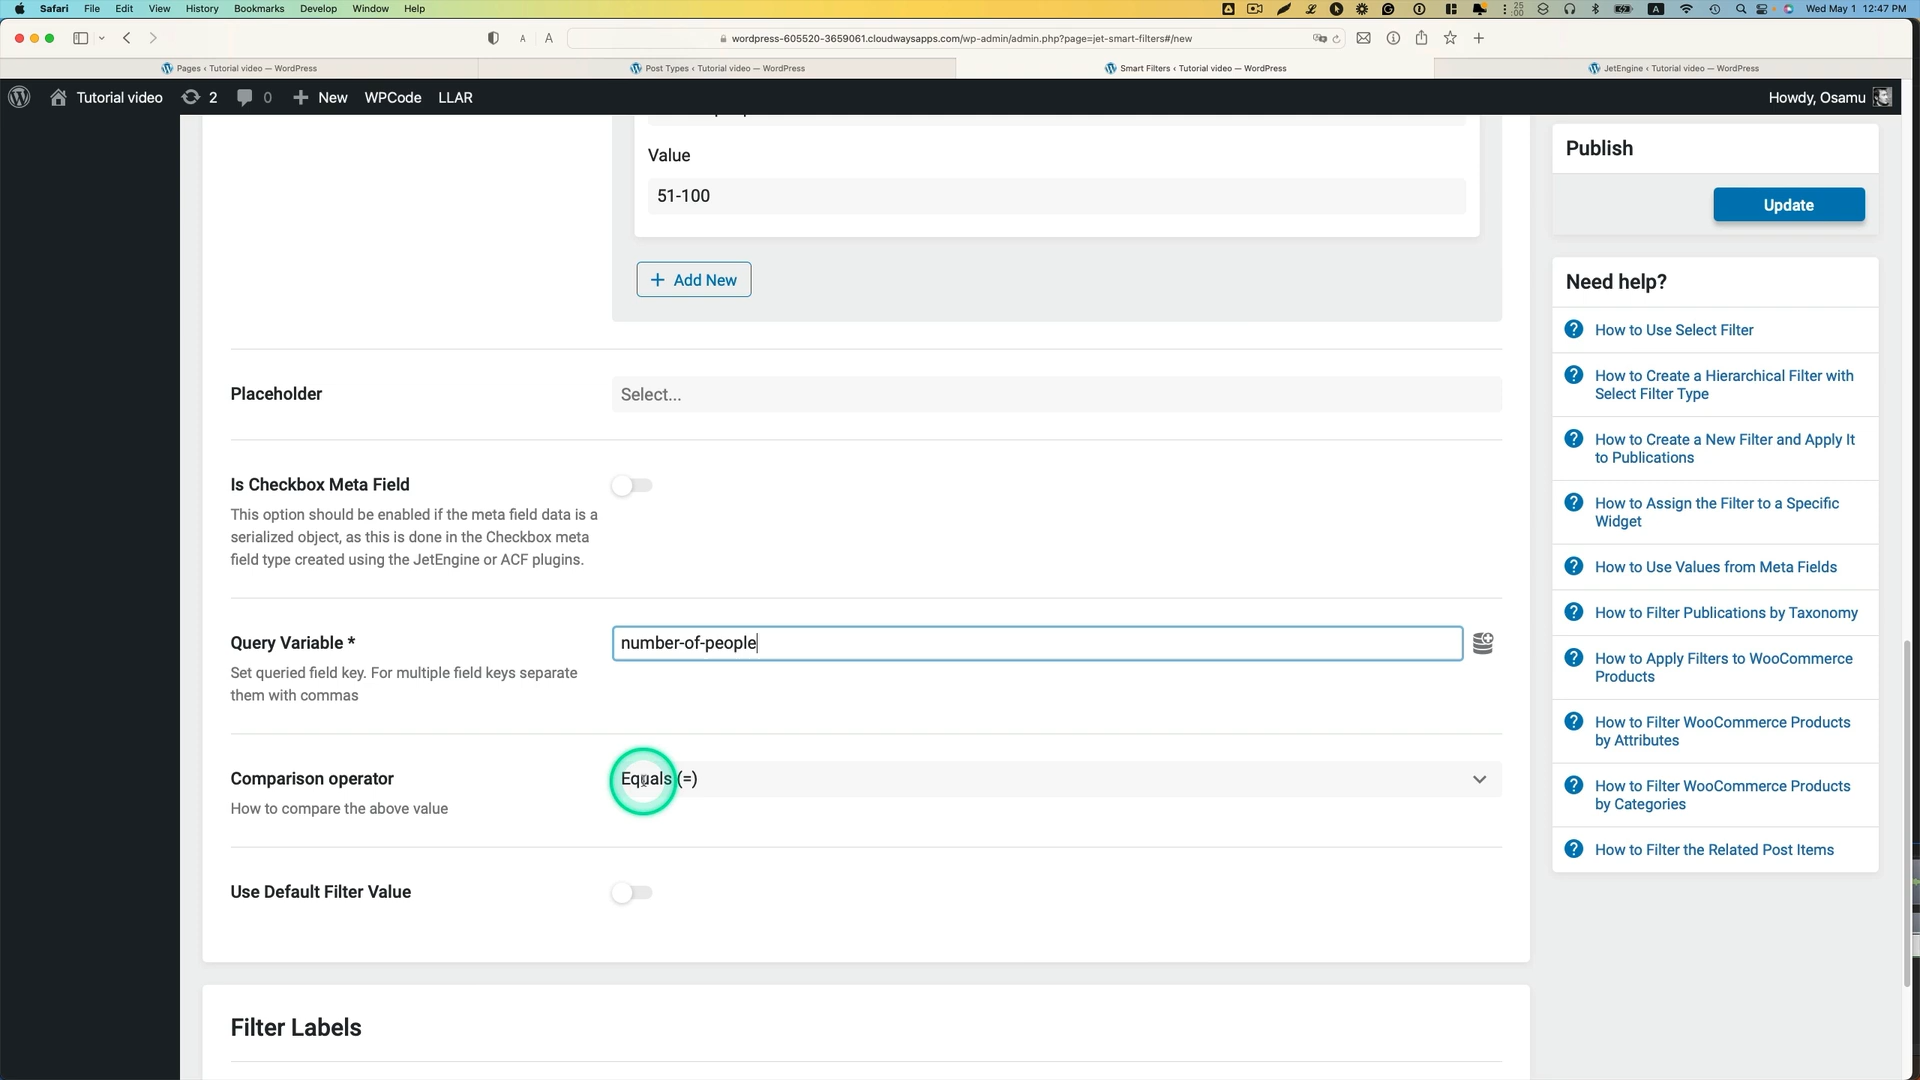 Safari File Edit View History Bookmarks Develop Window Help
Wed May 1 12:47 PM
wordpress-605520-3659061.cloudwaysapps.com/wp-admin/admin.php?page=jet-smart-filters#/new
Pages ‹ Tutorial video — WordPress
Post Types ‹ Tutorial video — WordPress
Smart Filters ‹ Tutorial video — WordPress
JetEngine ‹ Tutorial video — WordPress
Tutorial video 2 0 New WPCode LLAR
Howdy, Osamu
Value
51-100
Add New
Placeholder
Select...
Is Checkbox Meta Field
This option should be enabled if the meta field data is a
serialized object, as this is done in the Checkbox meta
field type created using the JetEngine or ACF plugins.
Query Variable *
number-of-people
Set queried field key. For multiple field keys separate
them with commas
Comparison operator
Equals (=)
How to compare the above value
Use Default Filter Value
Filter Labels
Publish
Update
Need help?
How to Use Select Filter
How to Create a Hierarchical Filter with
Select Filter Type
How to Create a New Filter and Apply It
to Publications
How to Assign the Filter to a Specific
Widget
How to Use Values from Meta Fields
How to Filter Publications by Taxonomy
How to Apply Filters to WooCommerce
Products
How to Filter WooCommerce Products
by Attributes
How to Filter WooCommerce Products
by Categories
How to Filter the Related Post Items